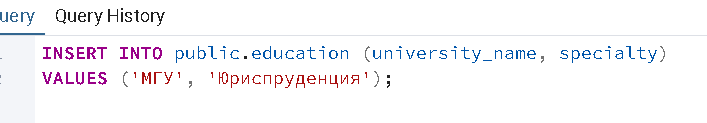 uery Query History
1 INSERT INTO public.education (university_name, specialty)
2 VALUES ('МГУ', 'Юриспруденция');